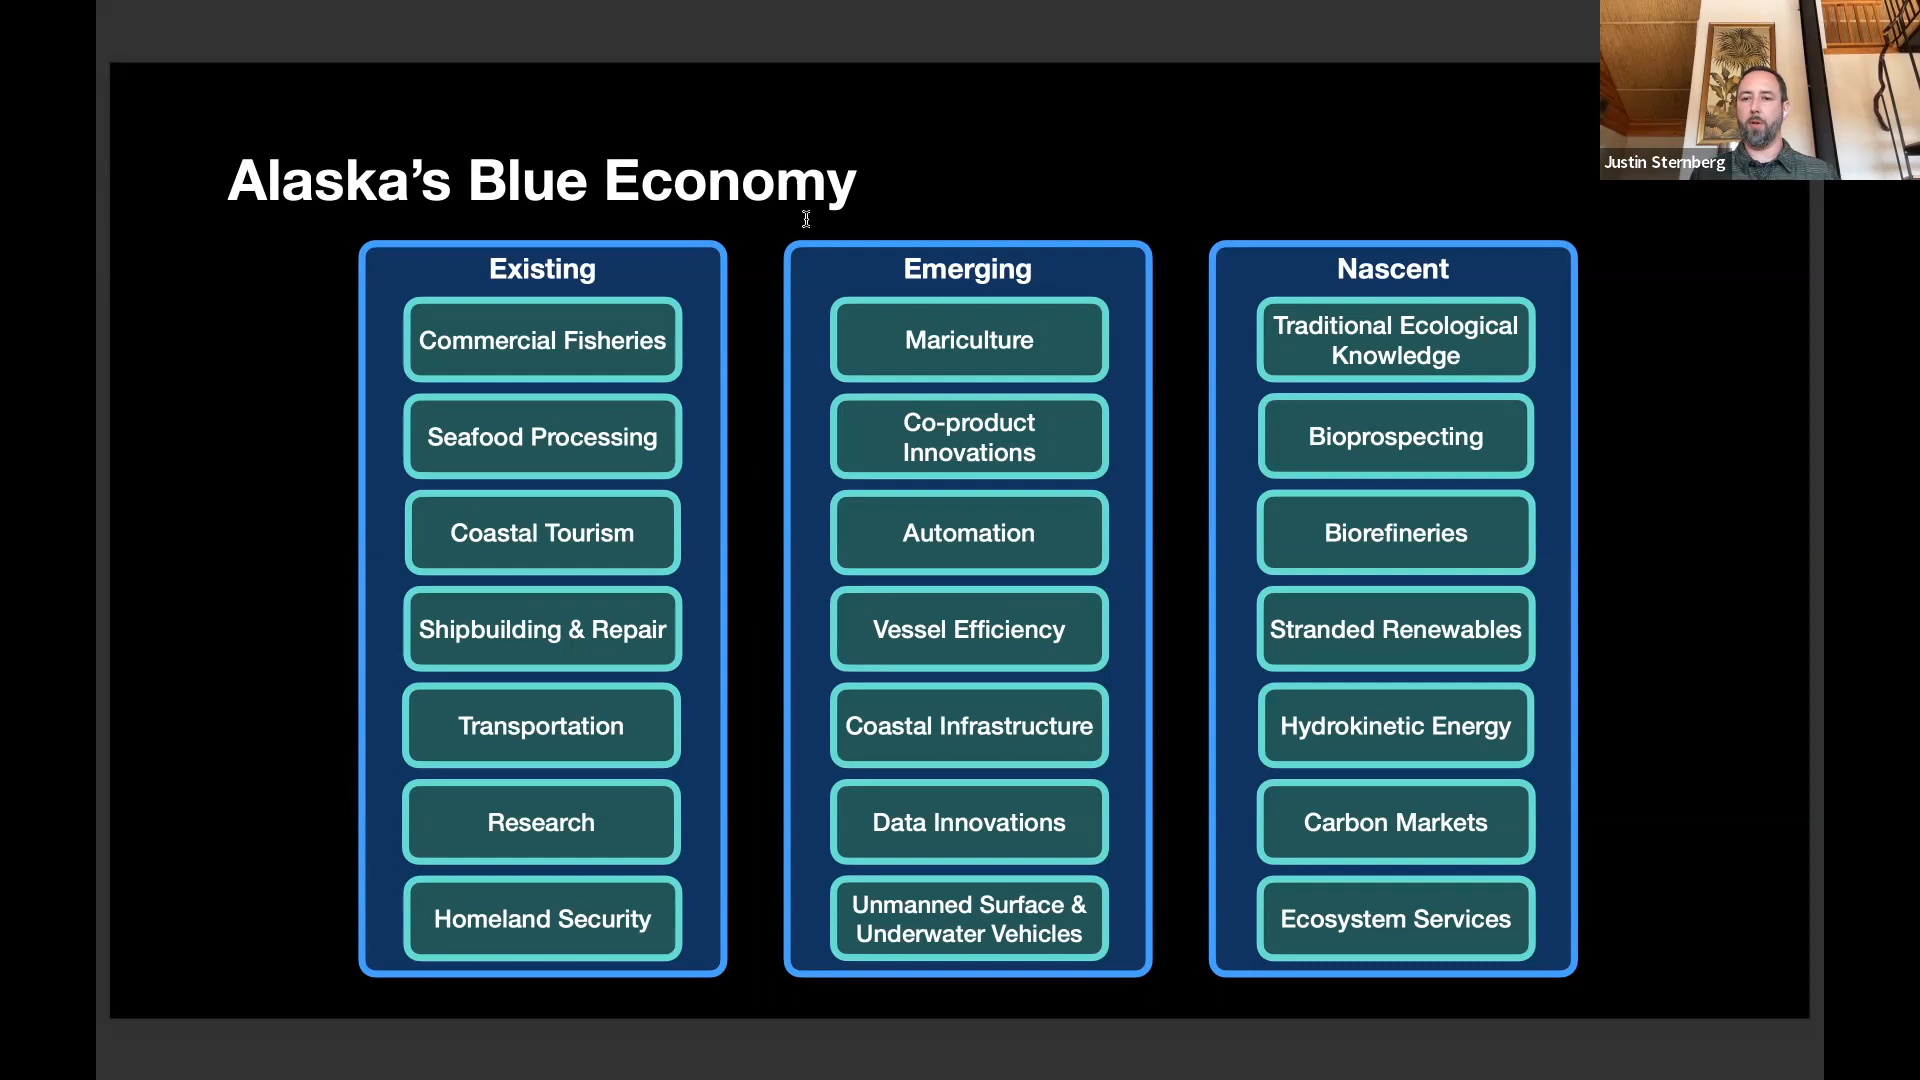 Justin Sternberg
Alaska’s Blue Economy
Existing
Commercial Fisheries
Seafood Processing
Coastal Tourism
Shipbuilding & Repair
Transportation
Research
Homeland Security
Emerging
Mariculture
Co-product
Innovations
Automation
Vessel Efficiency
Coastal Infrastructure
Data Innovations
Unmanned Surface &
Underwater Vehicles
Nascent
Traditional Ecological
Knowledge
Bioprospecting
Biorefineries
Stranded Renewables
Hydrokinetic Energy
Carbon Markets
Ecosystem Services